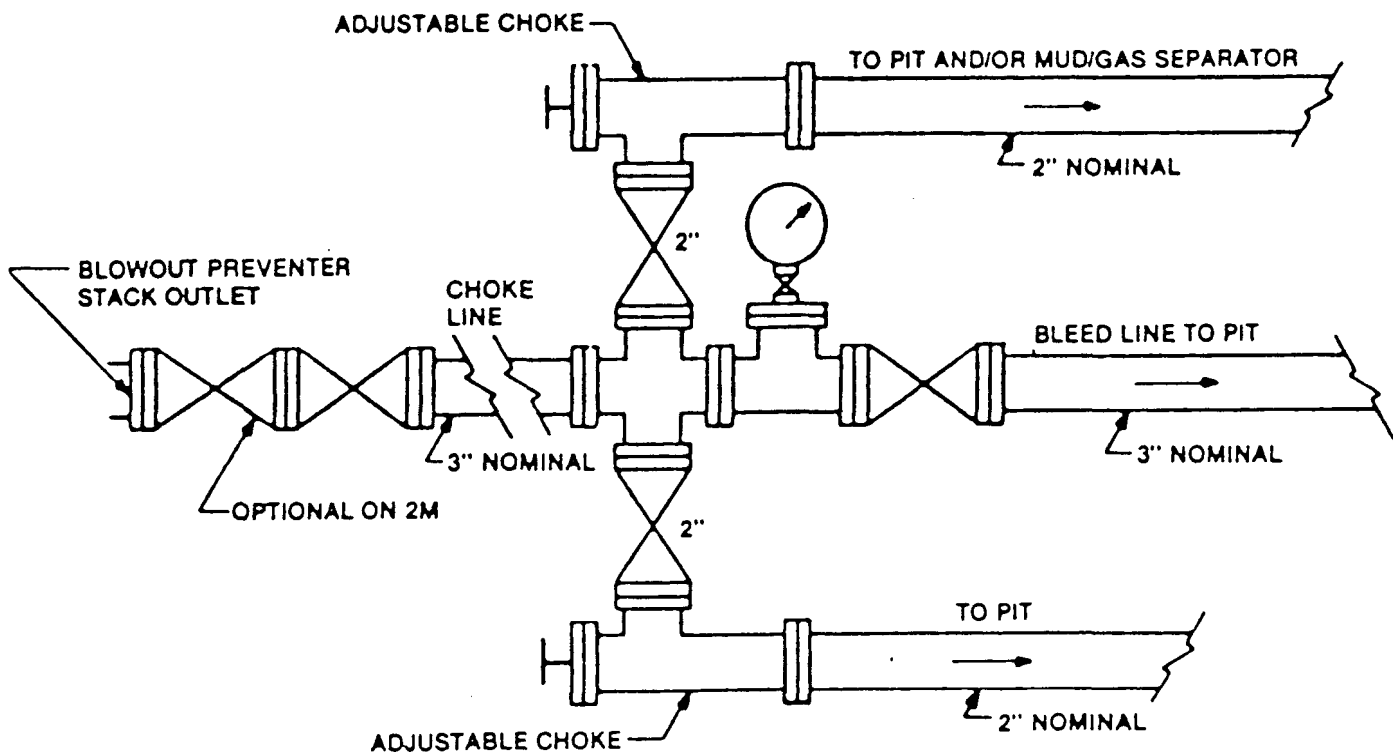 ADJUSTABLE CHOKE
TO PIT AND/OR MUD/GAS SEPARATOR
2" NOMINAL
2"
BLOWOUT PREVENTER
STACK OUTLET
CHOKE
LINE
BLEED LINE TO PIT
3" NOMINAL
3" NOMINAL
OPTIONAL ON 2M
2"
TO PIT
2" NOMINAL
ADJUSTABLE CHOKE